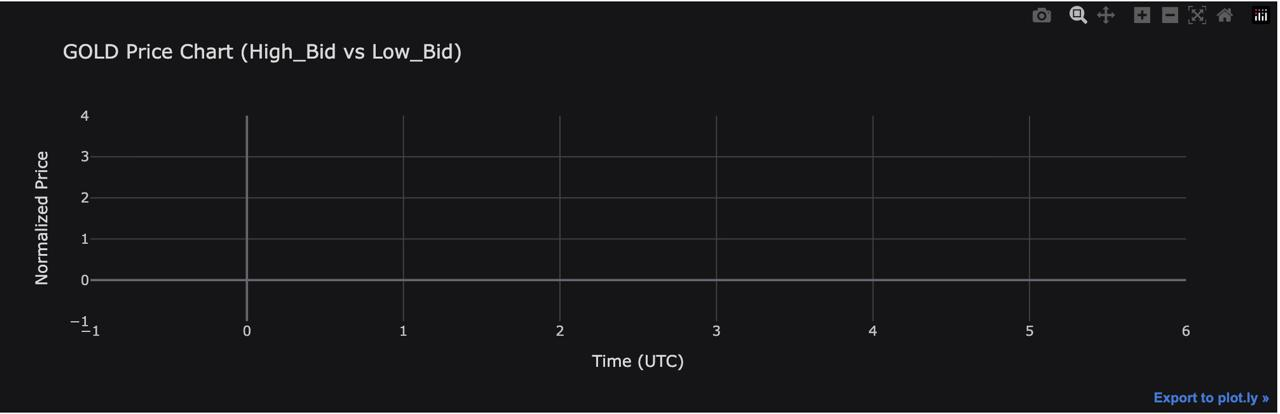 GOLD Price Chart (High_Bid vs Low_Bid)
4
3
2
1
0
−1
Normalized Price
−1 0 1 2 3 4 5 6
Time (UTC)
Export to plot.ly »